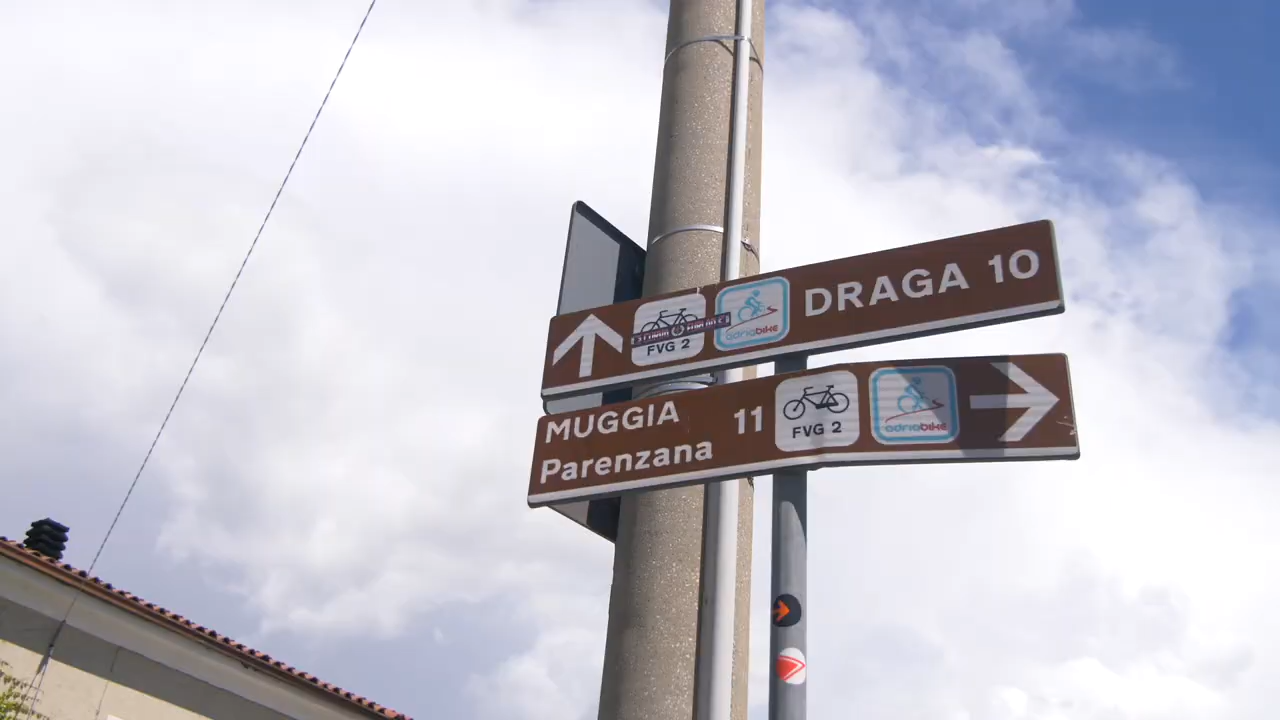 DRAGA 10
FVG 2
adriabike
MUGGIA
Parenzana
11
FVG 2
adriabike